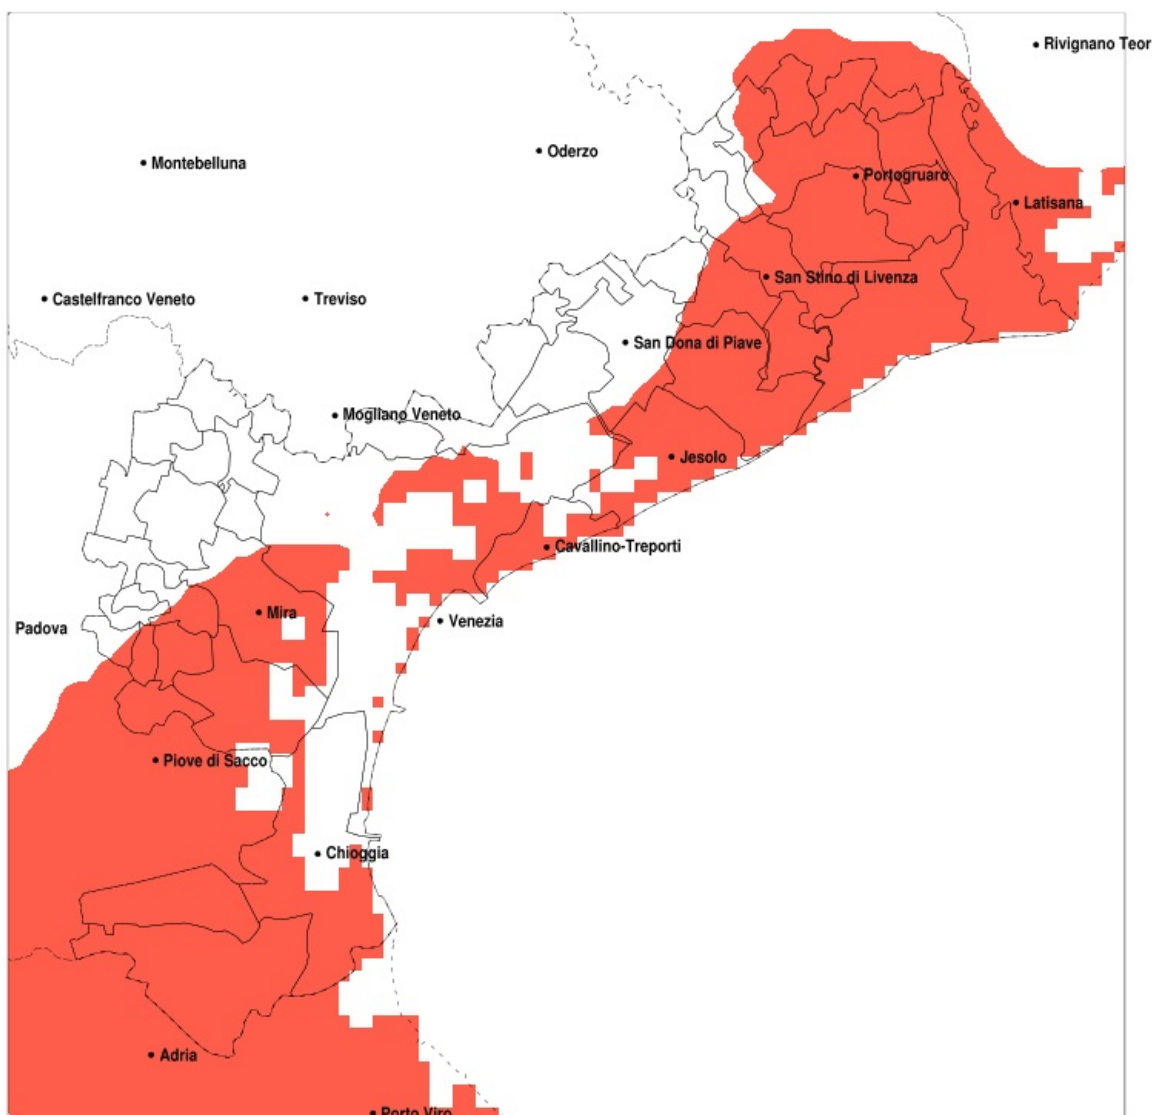 Rivignano Teor
Oderzo
Montebelluna
Portogruaro
Latisana
San Stino di Livenza
Castelfranco Veneto
Treviso
San Dona di Piave
Mogliano Veneto
Jesolo
Cavallino-Treporti
Mira
Venezia
Padova
Piove di Sacco
Chioggia
Adria
Porto Viro